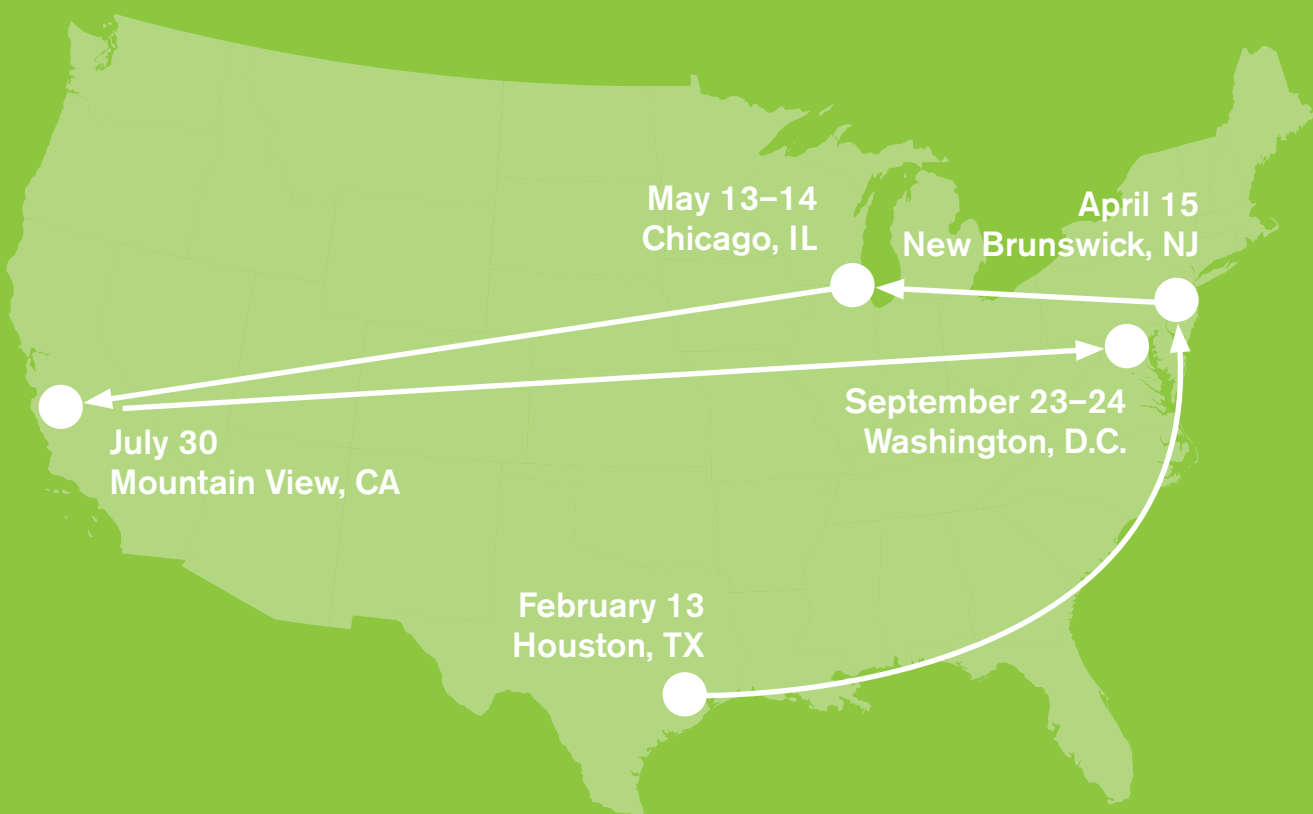 May 13–14
Chicago, IL
April 15
New Brunswick, NJ
September 23–24
Washington, D.C.
July 30
Mountain View, CA
February 13
Houston, TX